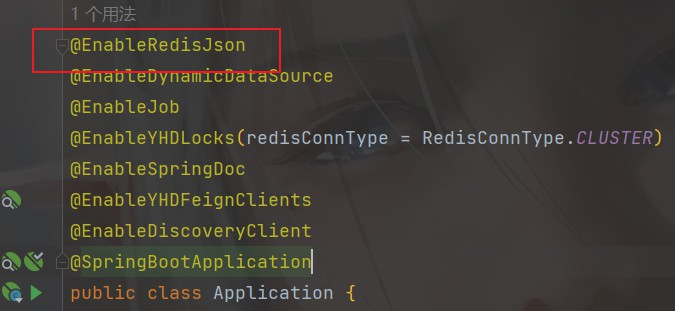 1 个用法
@EnableRedisJson
@EnableDynamicDataSource
@EnableJob
@EnableYHDLocks(redisConnType = RedisConnType.CLUSTER)
@EnableSpringDoc
@EnableYHDFeignClients
@EnableDiscoveryClient
@SpringBootApplication
public class Application {